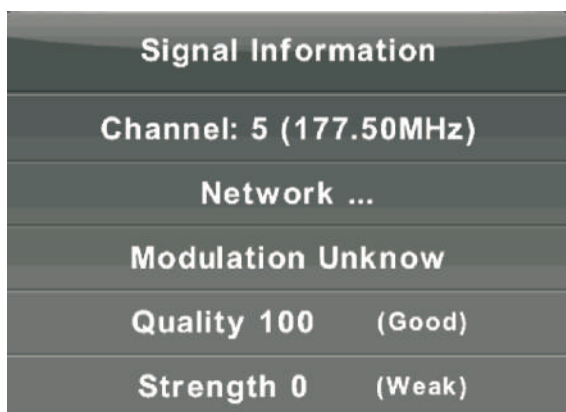 Signal Information
Channel: 5 (177.50MHz)
Network ...
Modulation Unknow
Quality 100 (Good)
Strength 0 (Weak)